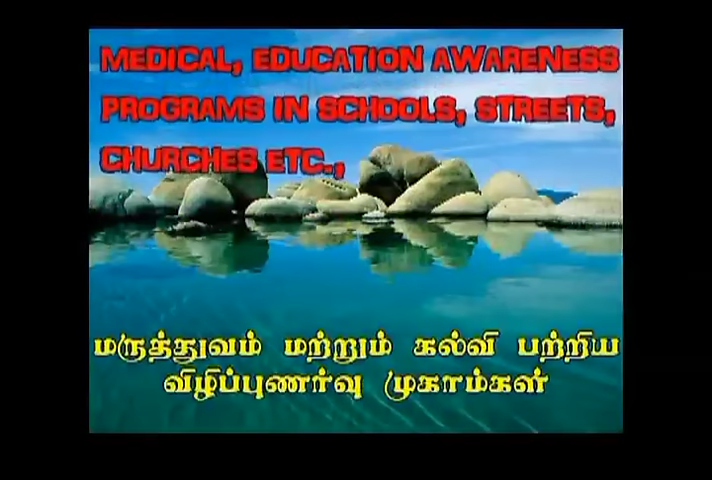 MEDICAL, EDUCATION AWARENESS
PROGRAMS IN SCHOOLS, STREETS,
CHURCHES ETC.,
மருத்துவம் மற்றும் கல்வி பற்றிய
விழிப்புணர்வு முகாம்கள்